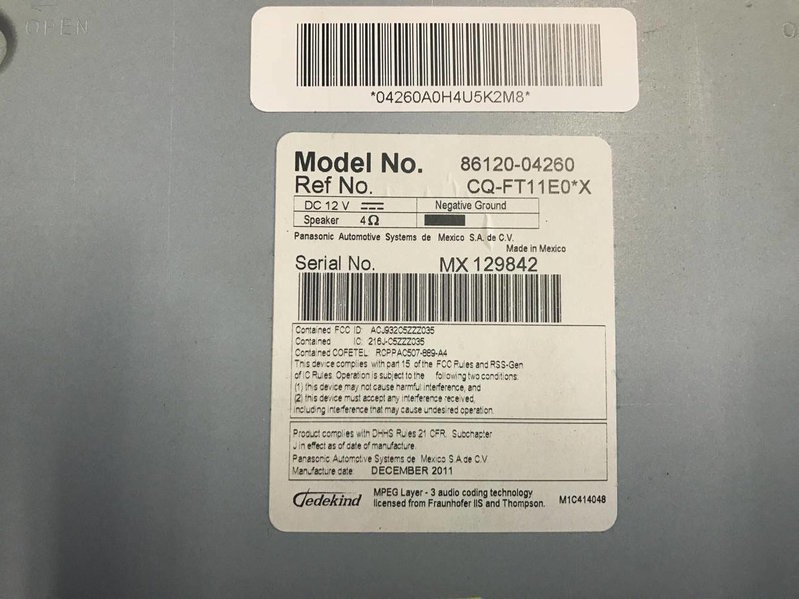 OPEN
*04260A0H4U5K2M8*
Model No. 86120-04260
Ref No. CQ-FT11E0*X
DC 12 V Negative Ground
Speaker 4Ω
Panasonic Automotive Systems de Mexico S.A. de C.V.
Made in Mexico
Serial No. MX 129842
Contained FCC ID: ACJ932C5ZZZ035
Contained IC: 216J-C5ZZZ035
Contained COFETEL: RCPPAC507-889-A4
This device complies with part 15 of the FCC Rules and RSS-Gen
of IC Rules. Operation is subject to the following two conditions:
(1) this device may not cause harmful interference, and
(2) this device must accept any interference received,
including interference that may cause undesired operation.
Product complies with DHHS Rules 21 CFR. Subchapter
J in effect as of date of manufacture.
Panasonic Automotive Systems de Mexico S.A de C.V
Manufacture date: DECEMBER 2011
Jedekind MPEG Layer - 3 audio coding technology
licensed from Fraunhofer IIS and Thompson. M1C414048